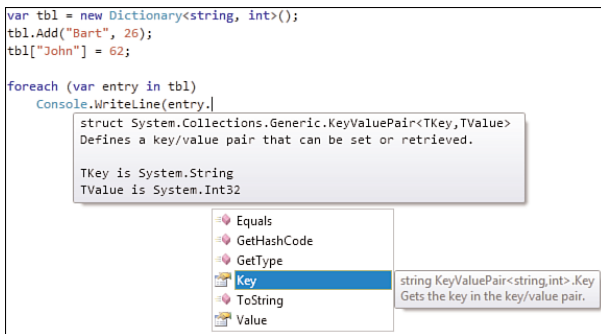 var tbl = new Dictionary<string, int>();
tbl.Add("Bart", 26);
tbl["John"] = 62;
foreach (var entry in tbl)
    Console.WriteLine(entry.
struct System.Collections.Generic.KeyValuePair<TKey,TValue>
Defines a key/value pair that can be set or retrieved.
TKey is System.String
TValue is System.Int32
Equals
GetHashCode
GetType
Key
string KeyValuePair<string,int>.Key
Gets the key in the key/value pair.
ToString
Value